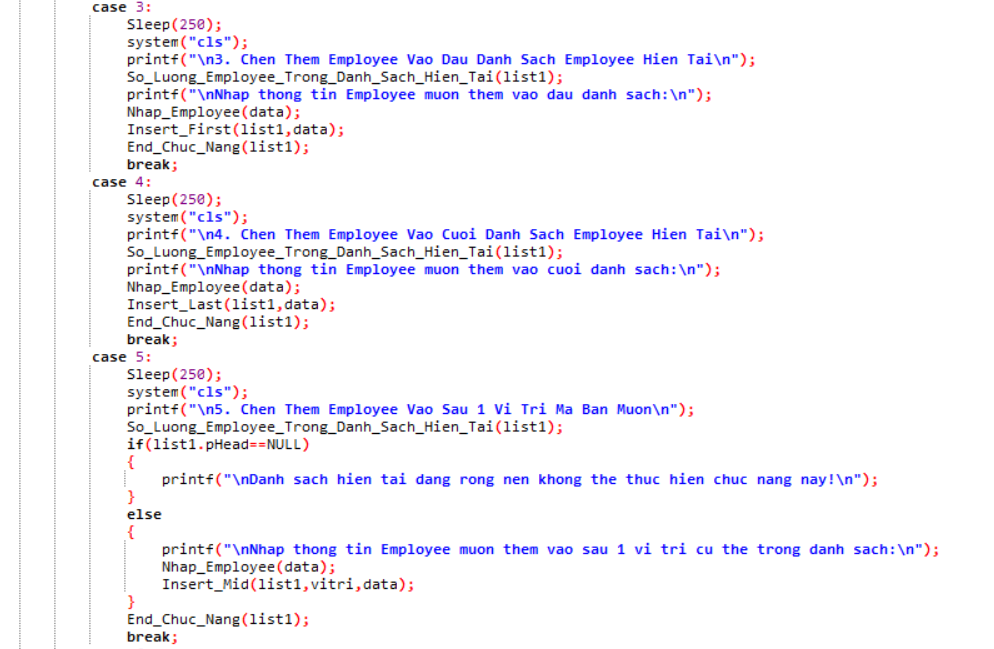 case 3:
Sleep(250);
system("cls");
printf("\n3. Chen Them Employee Vao Dau Danh Sach Employee Hien Tai\n");
So_Luong_Employee_Trong_Danh_Sach_Hien_Tai(list1);
printf("\nNhap thong tin Employee muon them vao dau danh sach:\n");
Nhap_Employee(data);
Insert_First(list1,data);
End_Chuc_Nang(list1);
break;
case 4:
Sleep(250);
system("cls");
printf("\n4. Chen Them Employee Vao Cuoi Danh Sach Employee Hien Tai\n");
So_Luong_Employee_Trong_Danh_Sach_Hien_Tai(list1);
printf("\nNhap thong tin Employee muon them vao cuoi danh sach:\n");
Nhap_Employee(data);
Insert_Last(list1,data);
End_Chuc_Nang(list1);
break;
case 5:
Sleep(250);
system("cls");
printf("\n5. Chen Them Employee Vao Sau 1 Vi Tri Ma Ban Muon\n");
So_Luong_Employee_Trong_Danh_Sach_Hien_Tai(list1);
if(list1.pHead==NULL)
{
printf("\nDanh sach hien tai dang rong nen khong the thuc hien chuc nang nay!\n");
}
else
{
printf("\nNhap thong tin Employee muon them vao sau 1 vi tri cu the trong danh sach:\n");
Nhap_Employee(data);
Insert_Mid(list1,vitri,data);
}
End_Chuc_Nang(list1);
break;